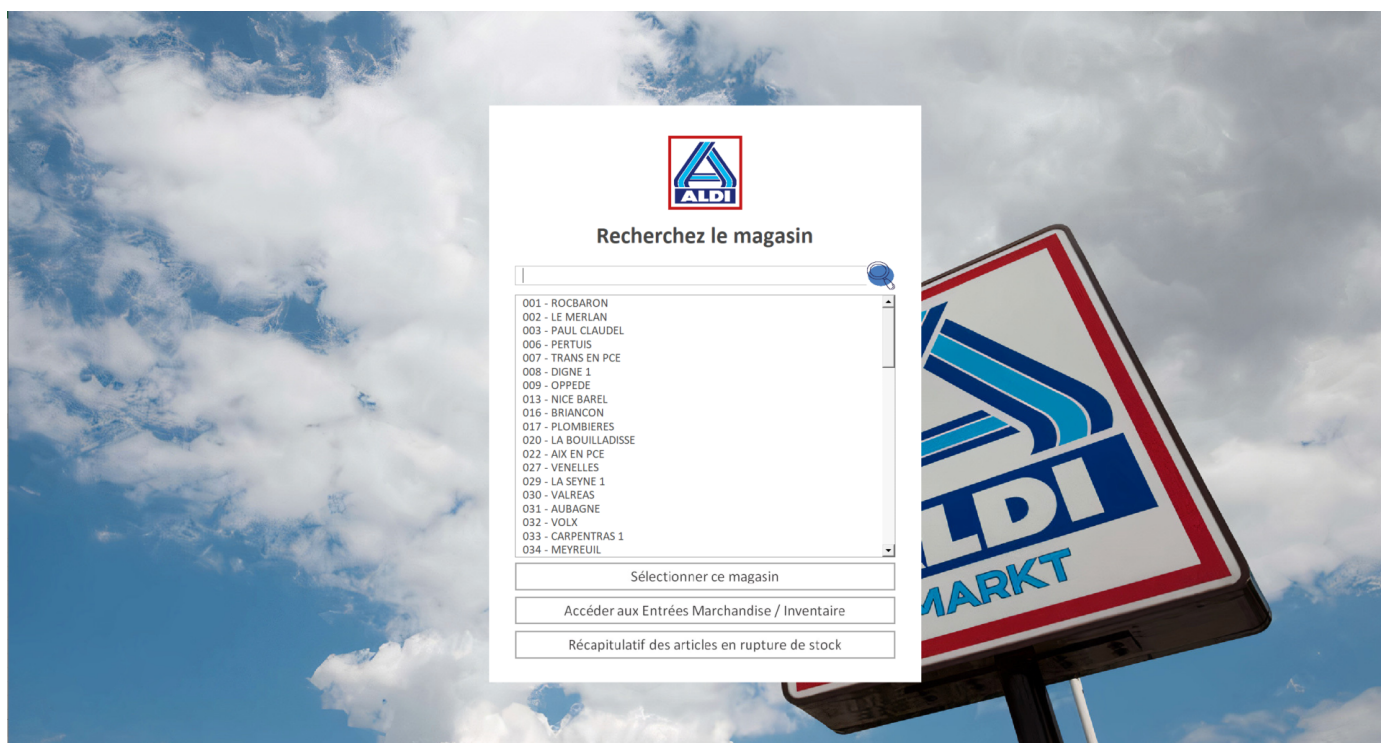 ALDI
Recherchez le magasin
001 - ROCBARON
002 - LE MERLAN
003 - PAUL CLAUDEL
006 - PERTUIS
007 - TRANS EN PCE
008 - DIGNE 1
009 - OPPEDE
013 - NICE BAREL
016 - BRIANCON
017 - PLOMBIERES
020 - LA BOUILLADISSE
022 - AIX EN PCE
027 - VENELLES
029 - LA SEYNE 1
030 - VALREAS
031 - AUBAGNE
032 - VOLX
033 - CARPENTRAS 1
034 - MEYREUIL
Sélectionner ce magasin
Accéder aux Entrées Marchandise / Inventaire
Récapitulatif des articles en rupture de stock
LDI
MARKT